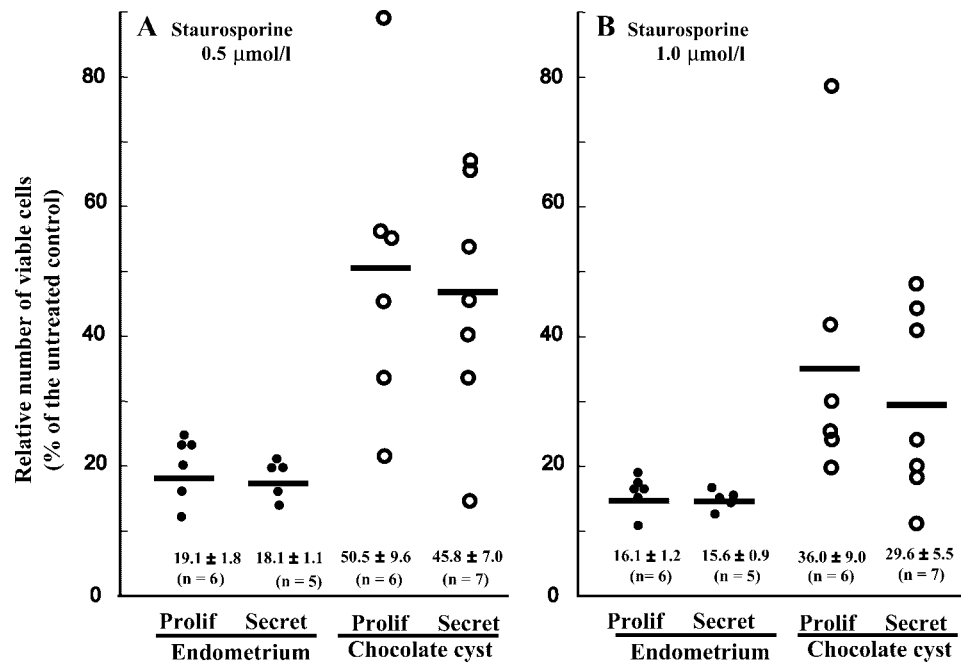 A Staurosporine
0.5 μmol/l
B Staurosporine
1.0 μmol/l
Relative number of viable cells
(% of the untreated control)
80
60
40
20
0
80
60
40
20
0
19.1 ± 1.8 18.1 ± 1.1 50.5 ± 9.6 45.8 ± 7.0
(n = 6) (n = 5) (n = 6) (n = 7)
16.1 ± 1.2 15.6 ± 0.9 36.0 ± 9.0 29.6 ± 5.5
(n= 6) (n = 5) (n = 6) (n = 7)
Prolif Secret Prolif Secret
Endometrium Chocolate cyst
Prolif Secret Prolif Secret
Endometrium Chocolate cyst